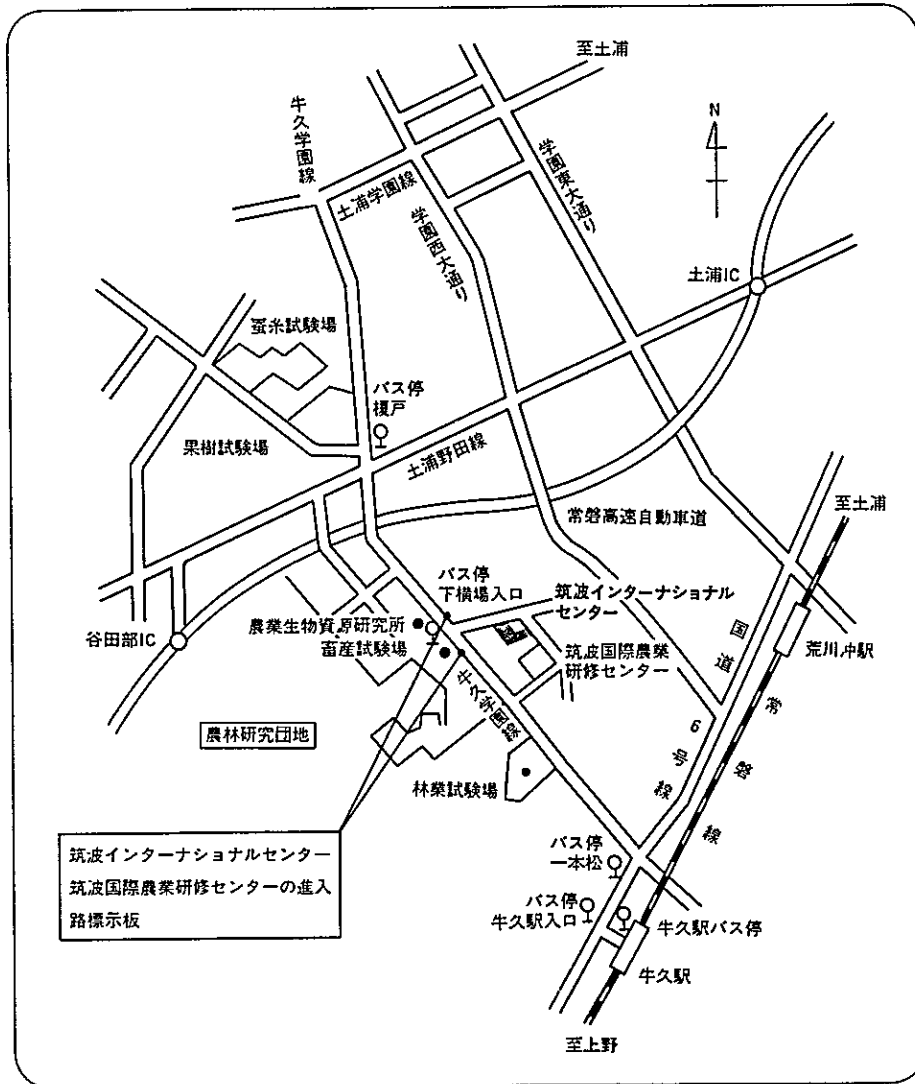 至土浦
牛久学園線
N
学園東大通り
土浦学園線
学園西大通り
土浦IC
蚕糸試験場
バス停
榎戸
果樹試験場
土浦野田線
至土浦
常磐高速自動車道
バス停
下横場入口
筑波インターナショナル
センター
農業生物資原研究所
畜産試験場
谷田部IC
国道6号線
荒川冲駅
筑波国際農業
研修センター
牛久学園線
農林研究団地
常磐線
林業試験場
筑波インターナショナルセンター
筑波国際農業研修センターの進入
路標示板
バス停
一本松
バス停
牛久駅入口
牛久駅バス停
牛久駅
至上野